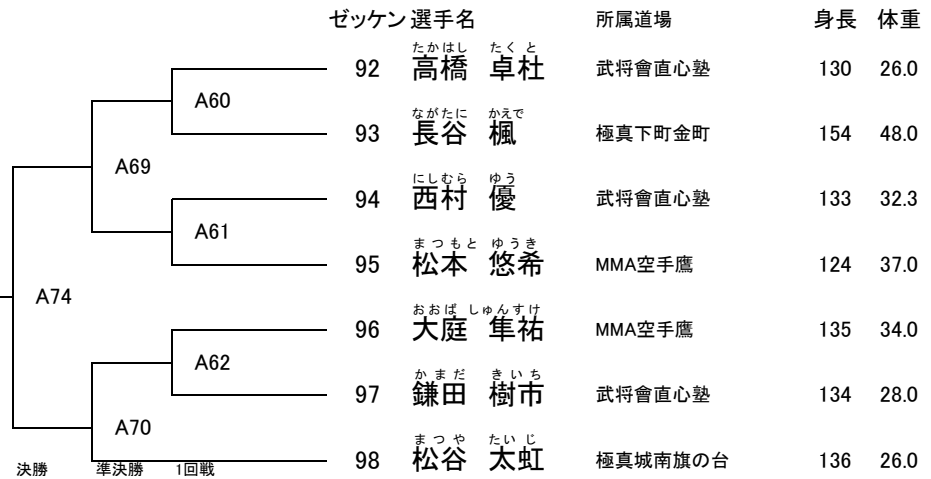 ゼッケン 選手名 所属道場 身長 体重
たかはし たくと
92 高橋 卓杜 武将會直心塾 130 26.0
A60
ながたに かえで
93 長谷 楓 極真下町金町 154 48.0
A69
にしむら ゆう
94 西村 優 武将會直心塾 133 32.3
A61
まつもと ゆうき
95 松本 悠希 MMA空手鷹 124 37.0
A74
おおば しゅんすけ
96 大庭 隼祐 MMA空手鷹 135 34.0
A62
かまだ きいち
97 鎌田 樹市 武将會直心塾 134 28.0
A70
まつや たいじ
98 松谷 太虹 極真城南旗の台 136 26.0
決勝 準決勝 1回戦